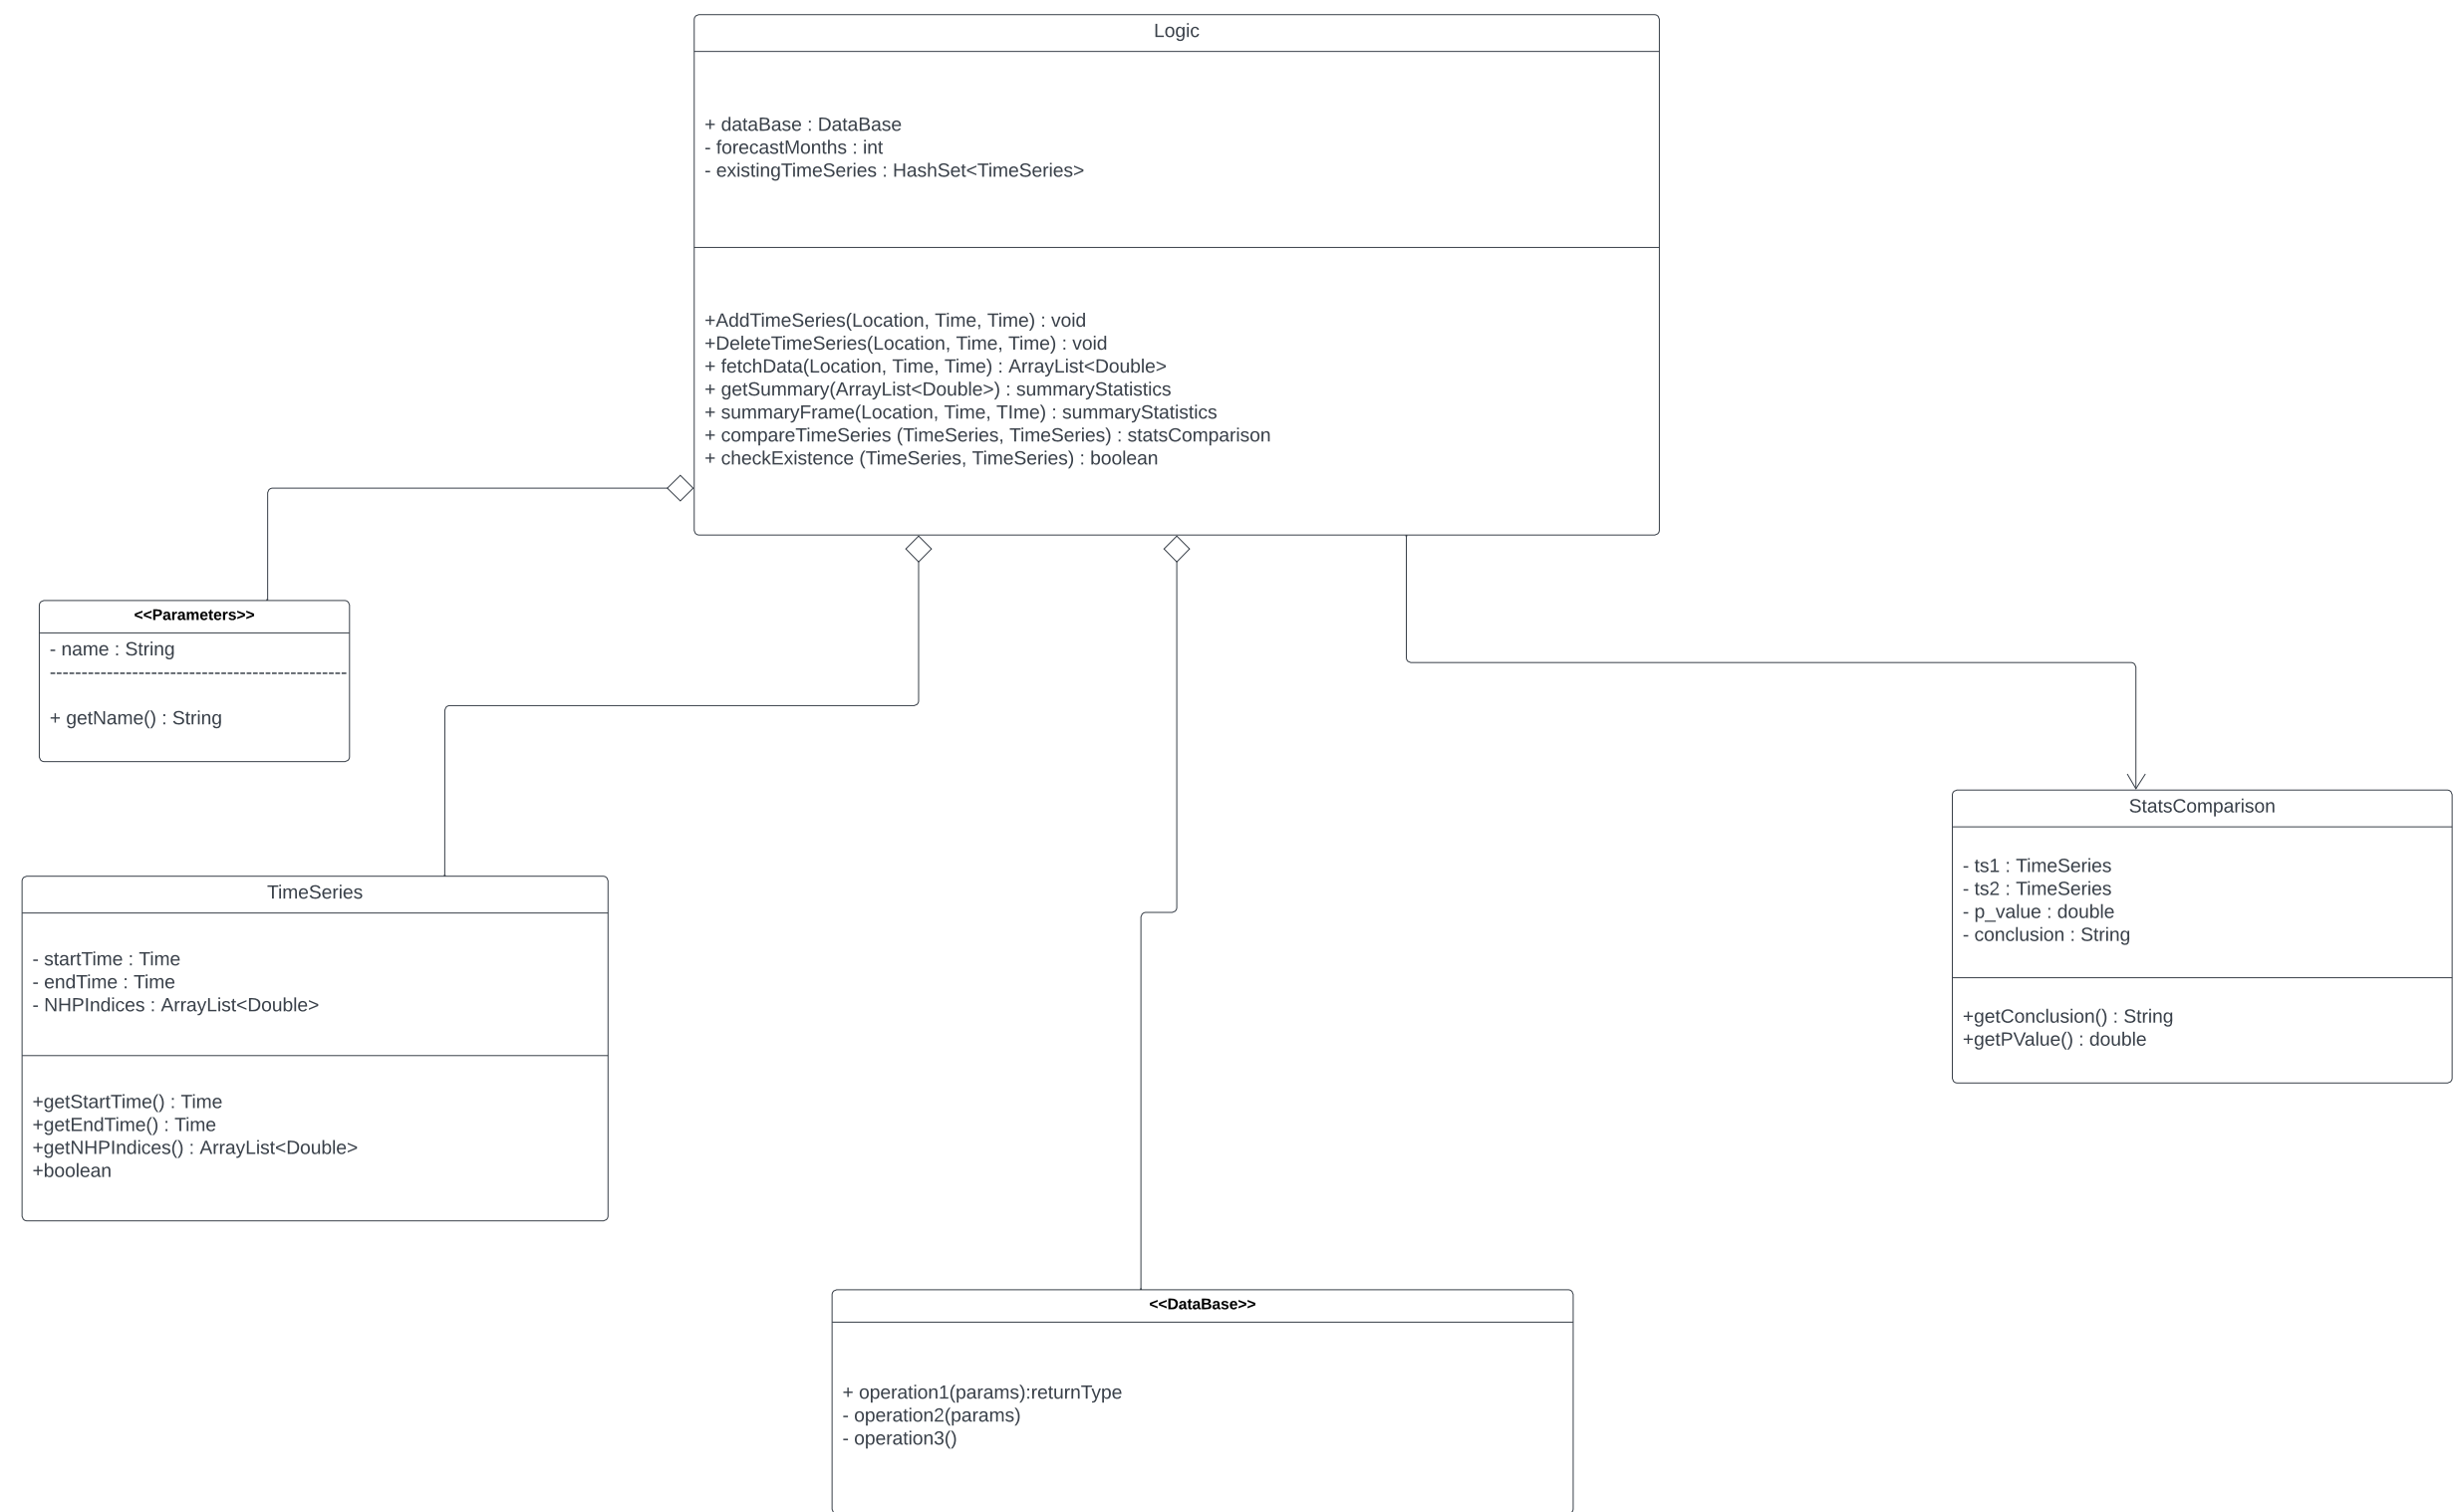 Logic
+ dataBase : DataBase
- forecastMonths : int
- existingTimeSeries : HashSet<TimeSeries>
+AddTimeSeries(Location, Time, Time) : void
+DeleteTimeSeries(Location, Time, Time) : void
+ fetchData(Location, Time, Time) : ArrayList<Double>
+ getSummary(ArrayList<Double>) : summaryStatistics
+ summaryFrame(Location, Time, TIme) : summaryStatistics
+ compareTimeSeries (TimeSeries, TimeSeries) : statsComparison
+ checkExistence (TimeSeries, TimeSeries) : boolean
<<Parameters>>
- name : String
-----------------------------------------------
+ getName() : String
TimeSeries
- startTime : Time
- endTime : Time
- NHPIndices : ArrayList<Double>
+getStartTime() : Time
+getEndTime() : Time
+getNHPIndices() : ArrayList<Double>
+boolean
StatsComparison
- ts1 : TimeSeries
- ts2 : TimeSeries
- p_value : double
- conclusion : String
+getConclusion() : String
+getPValue() : double
<<DataBase>>
+ operation1(params):returnType
- operation2(params)
- operation3()